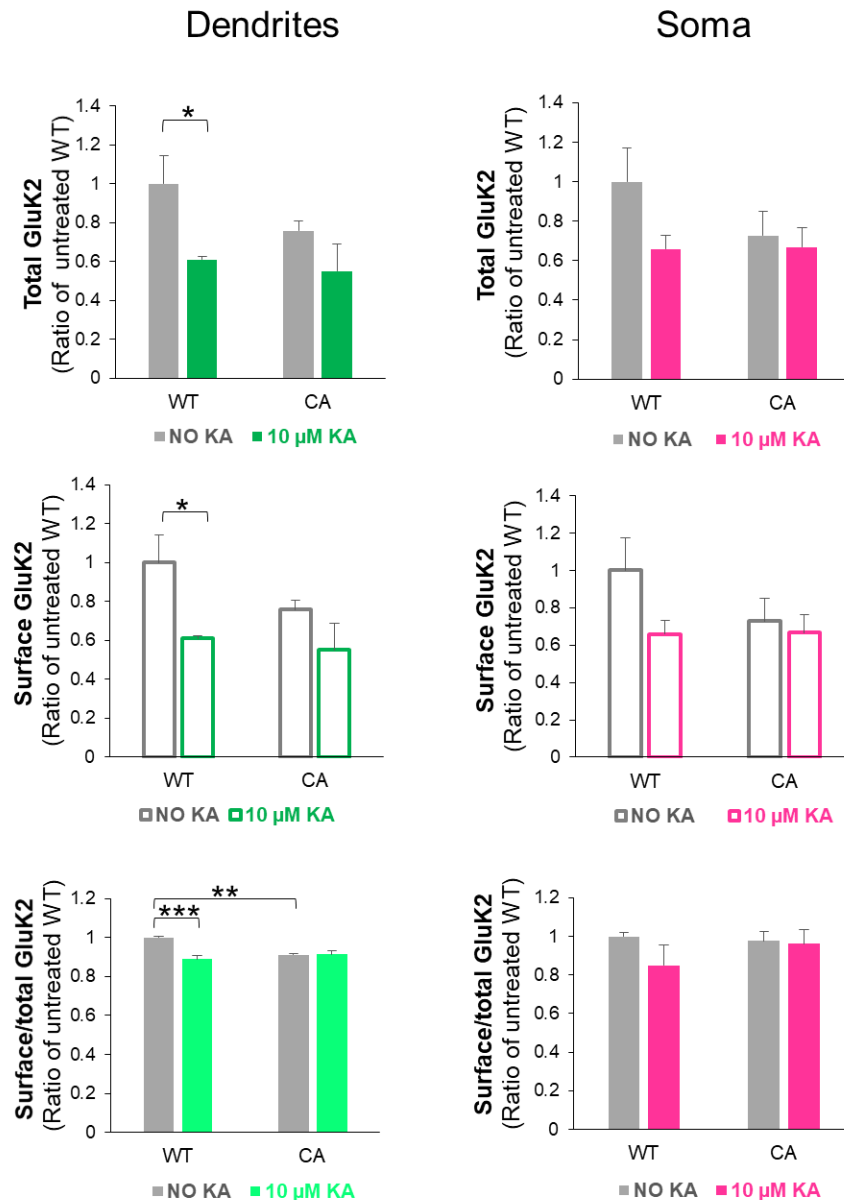 Dendrites
Soma
Total GluK2
(Ratio of untreated WT)
1.4
1.2
1
0.8
0.6
0.4
0.2
0
*
WT
CA
NO KA
10 µM KA
Total GluK2
(Ratio of untreated WT)
1.4
1.2
1
0.8
0.6
0.4
0.2
0
WT
CA
NO KA
10 µM KA
Surface GluK2
(Ratio of untreated WT)
1.4
1.2
1
0.8
0.6
0.4
0.2
0
*
WT
CA
NO KA
10 µM KA
Surface GluK2
(Ratio of untreated WT)
1.4
1.2
1
0.8
0.6
0.4
0.2
0
WT
CA
NO KA
10 µM KA
Surface/total GluK2
(Ratio of untreated WT)
1.2
1
0.8
0.6
0.4
0.2
0
**
***
WT
CA
NO KA
10 µM KA
Surface/total GluK2
(Ratio of untreated WT)
1.2
1
0.8
0.6
0.4
0.2
0
WT
CA
NO KA
10 µM KA